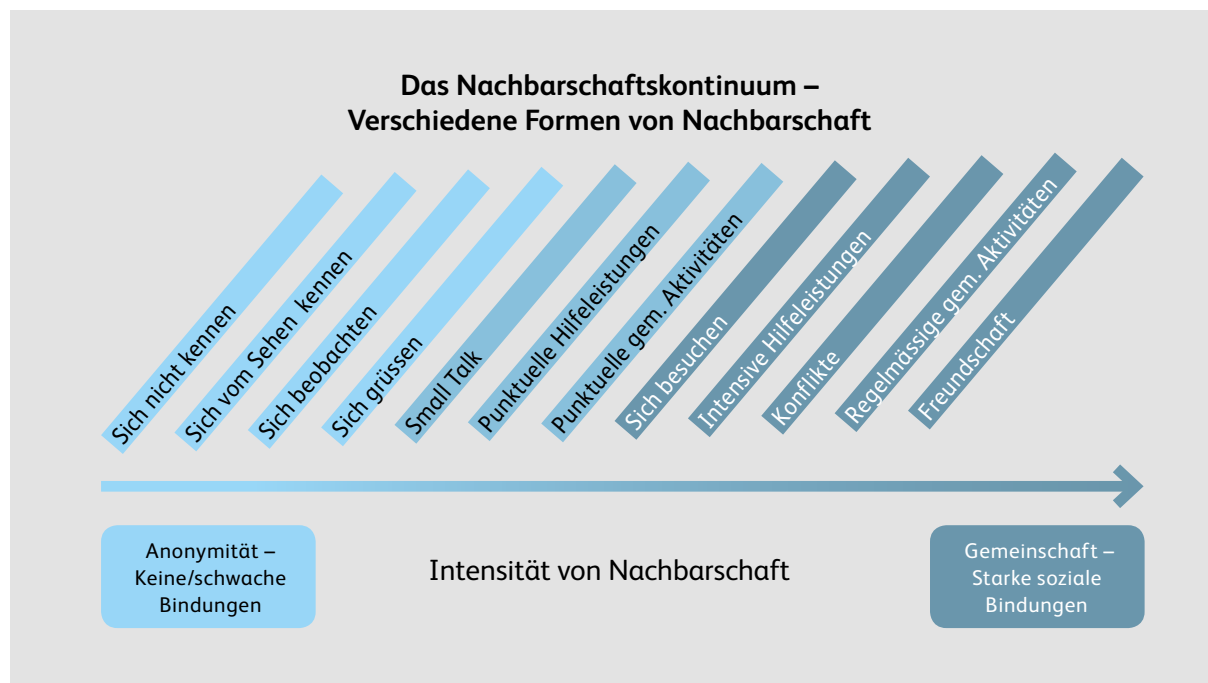 Das Nachbarschaftskontinuum –
Verschiedene Formen von Nachbarschaft
Sich nicht kennen
Sich vom Sehen kennen
Sich beobachten
Sich grüssen
Small Talk
Punktuelle Hilfeleistungen
Punktuelle gem. Aktivitäten
Sich besuchen
Intensive Hilfeleistungen
Konflikte
Regelmässige gem. Aktivitäten
Freundschaft
Anonymität –
Keine/schwache
Bindungen
Intensität von Nachbarschaft
Gemeinschaft –
Starke soziale
Bindungen